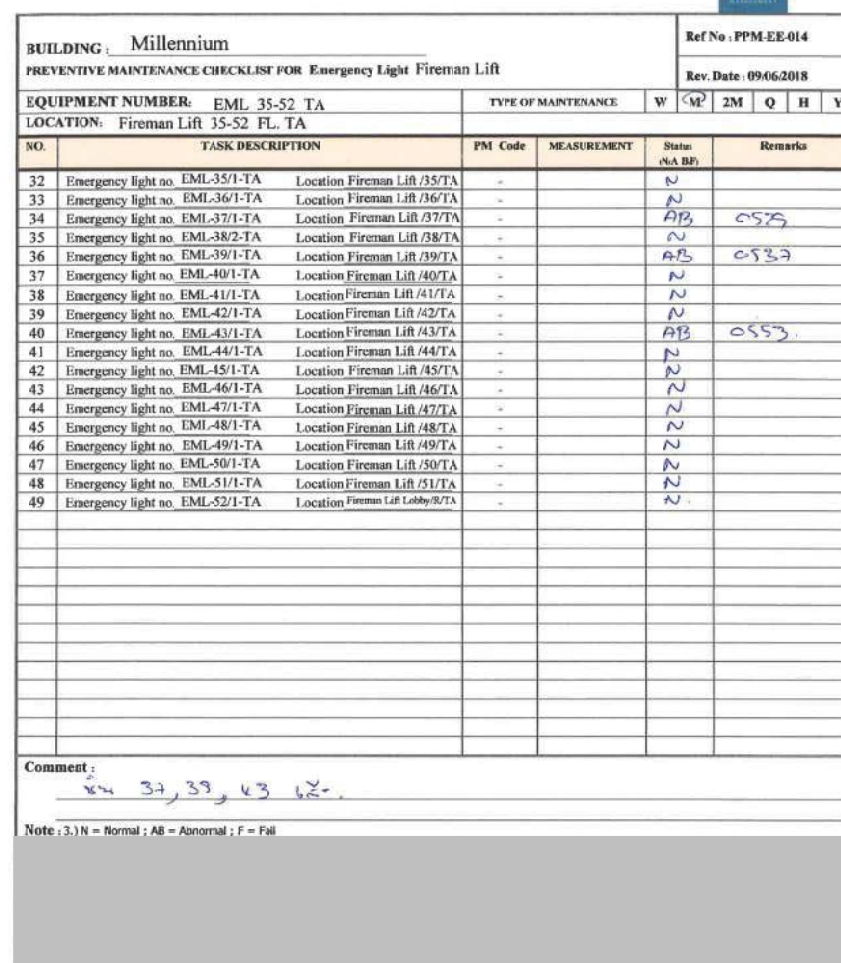 BUILDING : Millennium
Ref No : PPM-EE-014
PREVENTIVE MAINTENANCE CHECKLIST FOR Emergency Light Fireman Lift
Rev. Date : 09/06/2018
EQUIPMENT NUMBER: EML 35-52 TA TYPE OF MAINTENANCE W M 2M Q H Y
LOCATION: Fireman Lift 35-52 FL. TA
NO. TASK DESCRIPTION PM Code MEASUREMENT Status Remarks
32 Emergency light no. EML-35/1-TA Location Fireman Lift /35/TA - N
33 Emergency light no. EML-36/1-TA Location Fireman Lift /36/TA - N
34 Emergency light no. EML-37/1-TA Location Fireman Lift /37/TA - AB
35 Emergency light no. EML-38/2-TA Location Fireman Lift /38/TA - N
36 Emergency light no. EML-39/1-TA Location Fireman Lift /39/TA - AB 0537
37 Emergency light no. EML-40/1-TA Location Fireman Lift /40/TA - N
38 Emergency light no. EML-41/1-TA Location Fireman Lift /41/TA - N
39 Emergency light no. EML-42/1-TA Location Fireman Lift /42/TA - N
40 Emergency light no. EML-43/1-TA Location Fireman Lift /43/TA - AB 0553.
41 Emergency light no. EML-44/1-TA Location Fireman Lift /44/TA - N
42 Emergency light no. EML-45/1-TA Location Fireman Lift /45/TA - N
43 Emergency light no. EML-46/1-TA Location Fireman Lift /46/TA - N
44 Emergency light no. EML-47/1-TA Location Fireman Lift /47/TA - N
45 Emergency light no. EML-48/1-TA Location Fireman Lift /48/TA - N
46 Emergency light no. EML-49/1-TA Location Fireman Lift /49/TA - N
47 Emergency light no. EML-50/1-TA Location Fireman Lift /50/TA - N
48 Emergency light no. EML-51/1-TA Location Fireman Lift /51/TA - N
49 Emergency light no. EML-52/1-TA Location Fireman Lift Lobby/R/TA - N.
Comment :
37, 39, 43
Note : 3.) N = Normal ; AB = Abnormal ; F = Fail